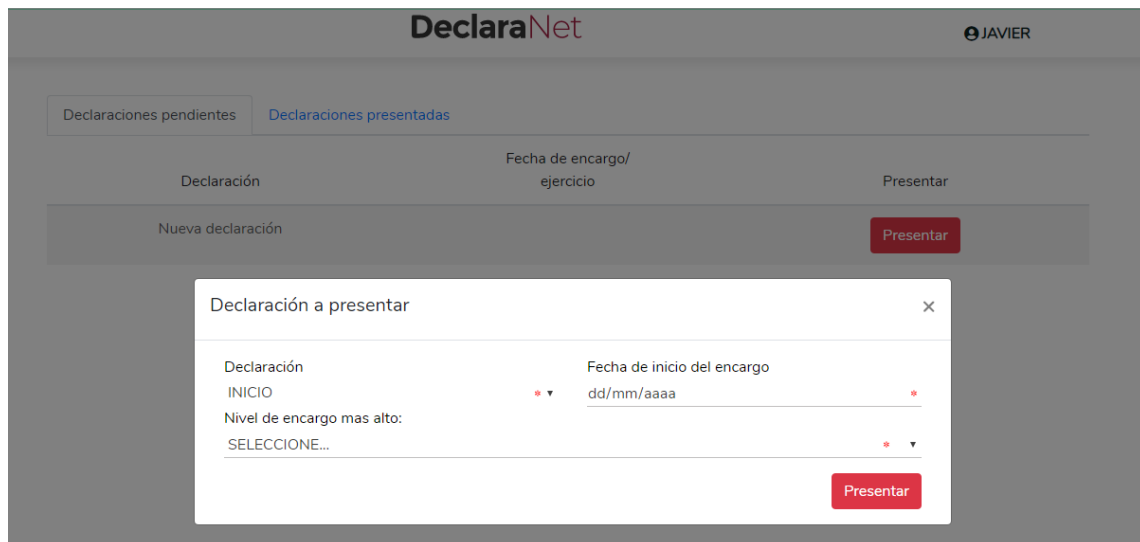 DeclaraNet
JAVIER
Declaraciones pendientes Declaraciones presentadas
Declaración Fecha de encargo/ ejercicio Presentar
Nueva declaración Presentar
Declaración a presentar ×
Declaración Fecha de inicio del encargo
INICIO * dd/mm/aaaa *
Nivel de encargo mas alto:
SELECCIONE... *
Presentar